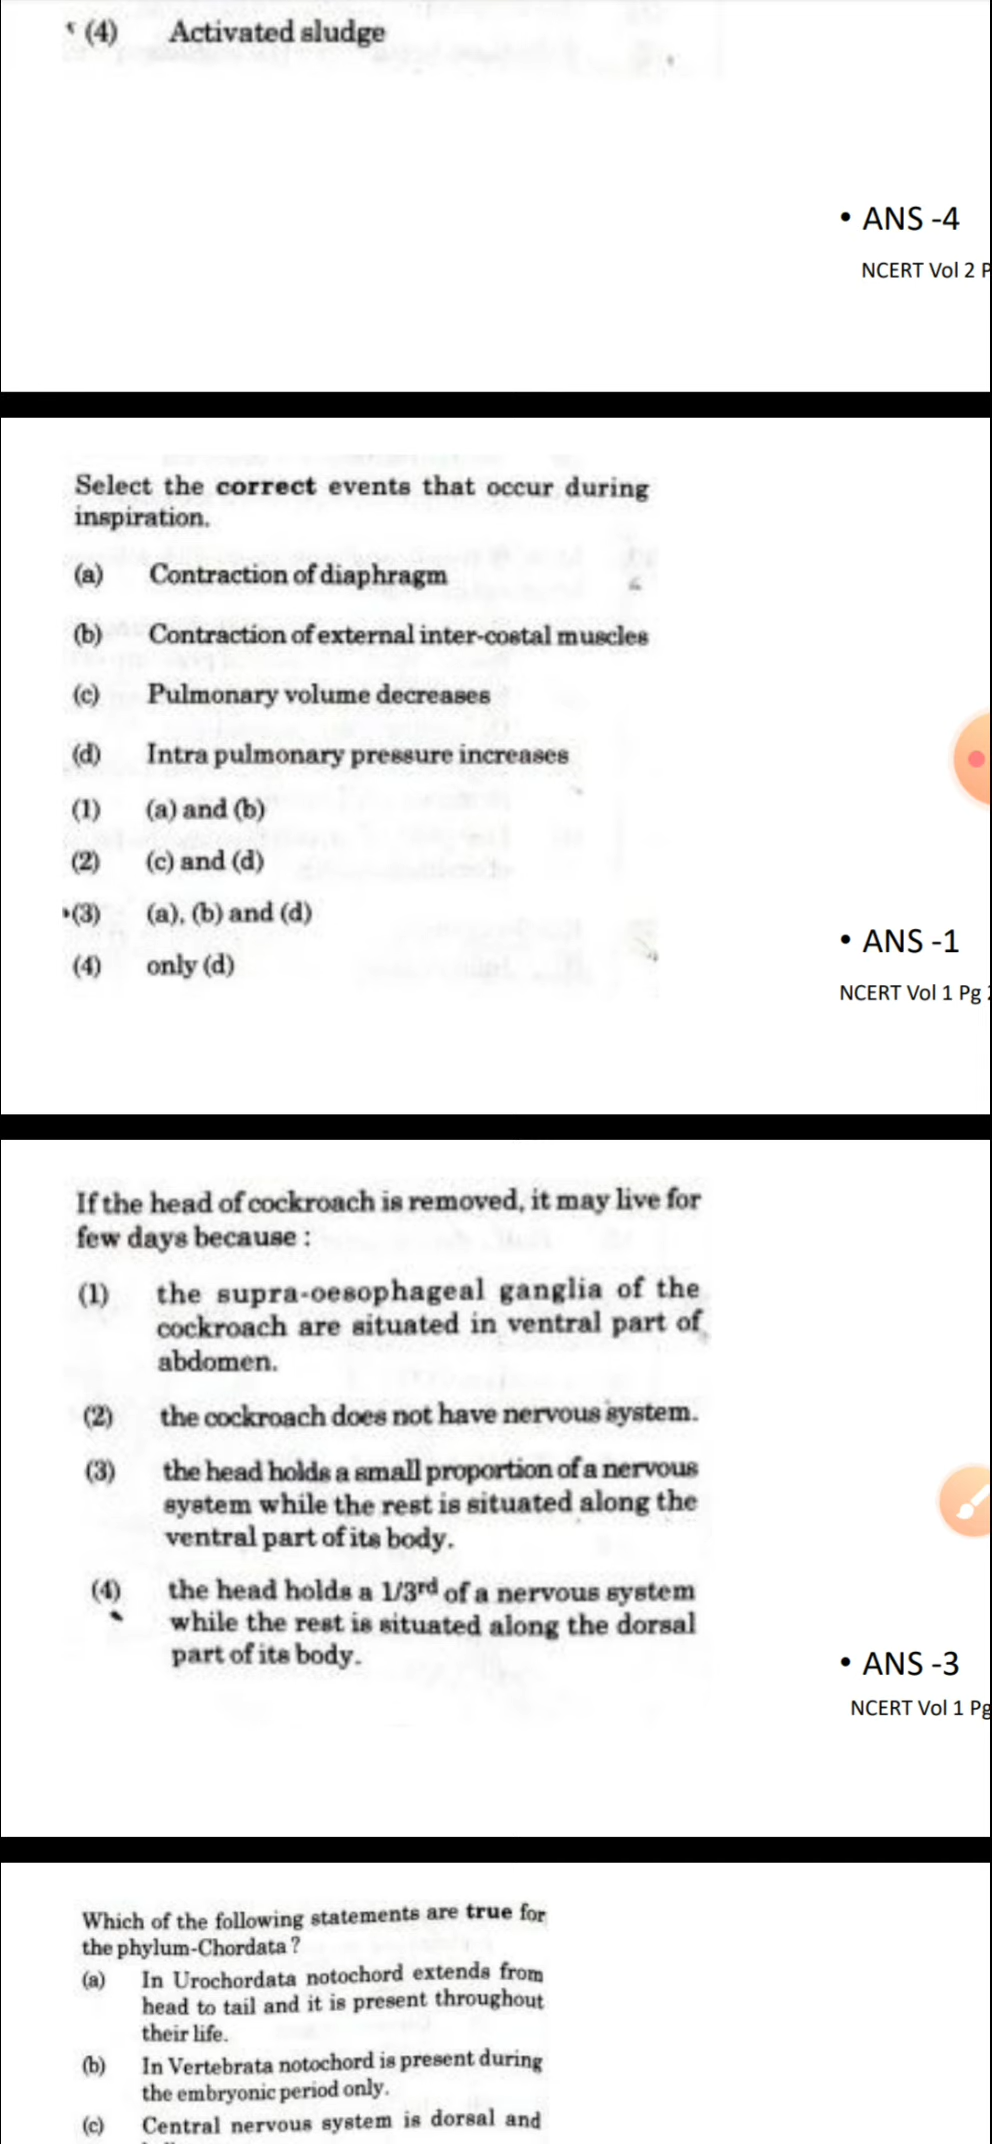 (4) Activated sludge
• ANS -4
NCERT Vol 2 P
Select the correct events that occur during
inspiration.
(a) Contraction of diaphragm
(b) Contraction of external inter-costal muscles
(c) Pulmonary volume decreases
(d) Intra pulmonary pressure increases
(1) (a) and (b)
(2) (c) and (d)
(3) (a), (b) and (d)
(4) only (d)
• ANS -1
NCERT Vol 1 Pg
If the head of cockroach is removed, it may live for
few days because :
(1) the supra-oesophageal ganglia of the
cockroach are situated in ventral part of
abdomen.
(2) the cockroach does not have nervous system.
(3) the head holds a small proportion of a nervous
system while the rest is situated along the
ventral part of its body.
(4) the head holds a 1/3rd of a nervous system
while the rest is situated along the dorsal
part of its body.
• ANS -3
NCERT Vol 1 Pg
Which of the following statements are true for
the phylum-Chordata ?
(a) In Urochordata notochord extends from
head to tail and it is present throughout
their life.
(b) In Vertebrata notochord is present during
the embryonic period only.
(c) Central nervous system is dorsal and